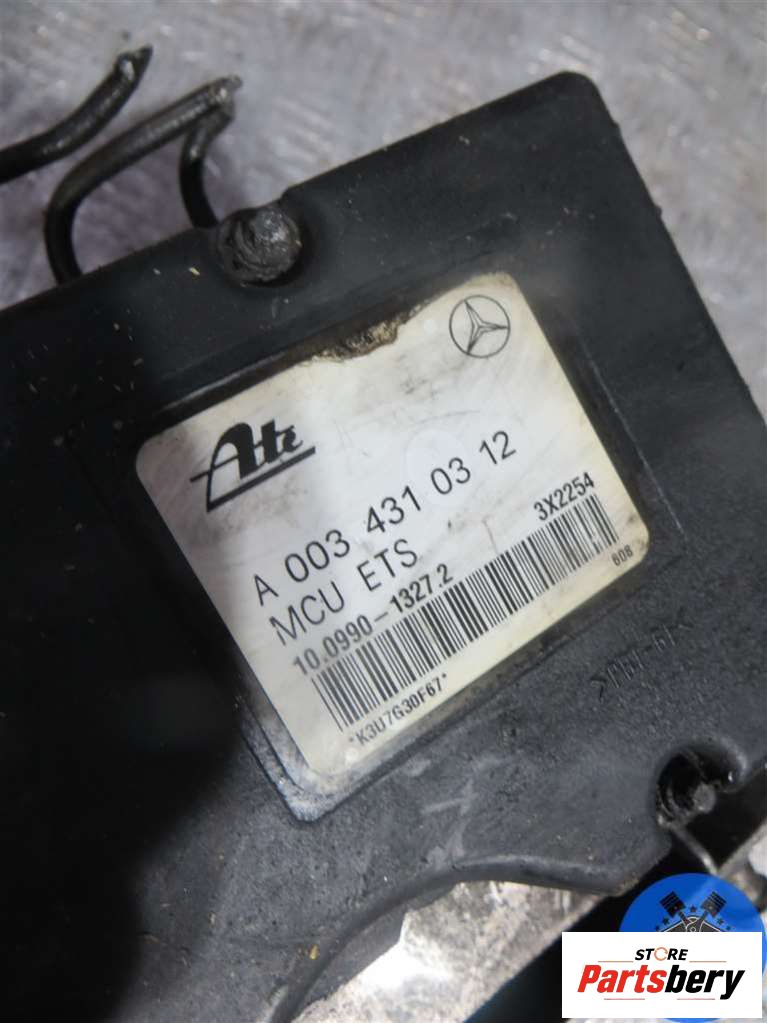 Ate
A 003 431 03 12
MCU ETS
10.0990-1327.2
3X2254
608
*K3U7G30F67*
STORE
Partsbery